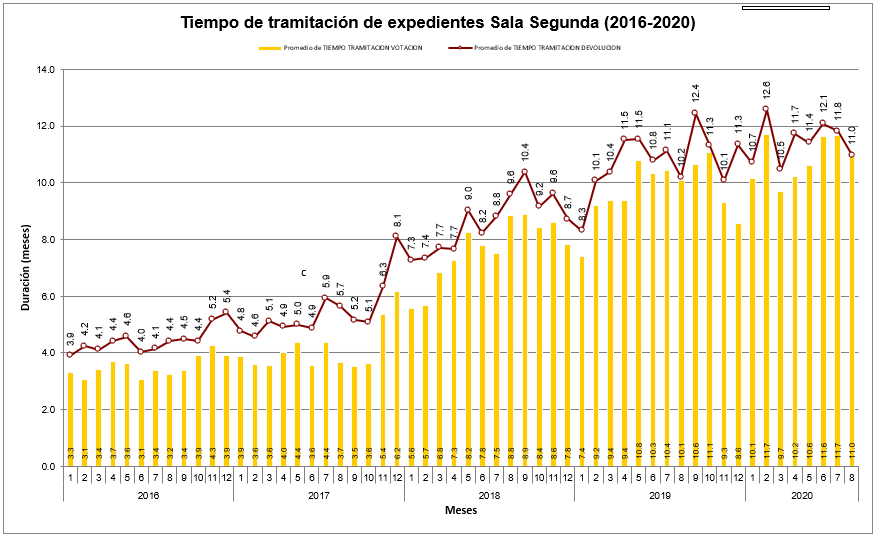 Tiempo de tramitación de expedientes Sala Segunda (2016-2020)
Promedio de TIEMPO TRAMITACION VOTACION Promedio de TIEMPO TRAMITACION DEVOLUCION
14.0
12.0
10.0
8.0
6.0
4.0
2.0
0.0
Duración (meses)
C
3.9 4.2 4.1 4.4 4.6 4.0 4.1 4.4 4.5 4.4 5.2 5.4 4.8 4.6 5.1 4.9 5.0 4.9 5.9 5.7 5.2 5.1 6.3 8.1 7.3 7.4 7.7 7.7 9.0 8.2 8.8 9.6 10.4 9.2 9.6 8.7 8.3 10.1 10.4 11.5 11.5 10.8 11.1 10.2 12.4 11.3 10.1 11.3 10.7 12.6 10.5 11.7 11.4 12.1 11.8 11.0
3.3 3.1 3.4 3.7 3.6 3.1 3.4 3.2 3.4 3.9 4.3 3.9 3.9 3.6 3.6 4.0 4.4 3.6 4.4 3.7 3.5 3.6 5.4 6.2 5.6 5.7 6.8 7.3 8.2 7.8 7.5 8.8 8.9 8.4 8.6 7.8 7.4 9.2 9.4 9.4 10.8 10.3 10.4 10.1 10.6 11.1 9.3 8.6 10.1 11.7 9.7 10.2 10.6 11.6 11.7 11.0
1 2 3 4 5 6 7 8 9 10 11 12 1 2 3 4 5 6 7 8 9 10 11 12 1 2 3 4 5 6 7 8 9 10 11 12 1 2 3 4 5 6 7 8 9 10 11 12 1 2 3 4 5 6 7 8
2016 2017 2018 2019 2020
Meses